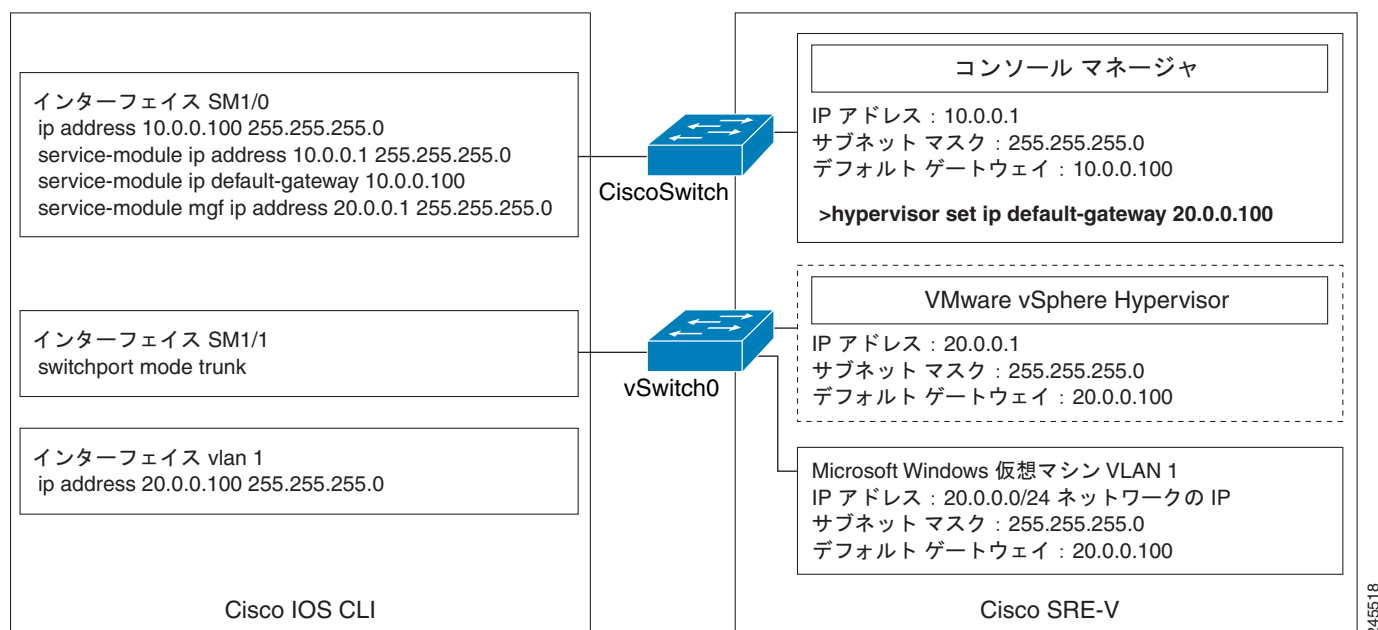 インターフェイス SM1/0
ip address 10.0.0.100 255.255.255.0
service-module ip address 10.0.0.1 255.255.255.0
service-module ip default-gateway 10.0.0.100
service-module mgf ip address 20.0.0.1 255.255.255.0
インターフェイス SM1/1
switchport mode trunk
インターフェイス vlan 1
ip address 20.0.0.100 255.255.255.0
Cisco IOS CLI
CiscoSwitch
vSwitch0
コンソール マネージャ
IP アドレス : 10.0.0.1
サブネット マスク : 255.255.255.0
デフォルト ゲートウェイ : 10.0.0.100
>hypervisor set ip default-gateway 20.0.0.100
VMware vSphere Hypervisor
IP アドレス : 20.0.0.1
サブネット マスク : 255.255.255.0
デフォルト ゲートウェイ : 20.0.0.100
Microsoft Windows 仮想マシン VLAN 1
IP アドレス : 20.0.0.0/24 ネットワークの IP
サブネット マスク : 255.255.255.0
デフォルト ゲートウェイ : 20.0.0.100
Cisco SRE-V
245518